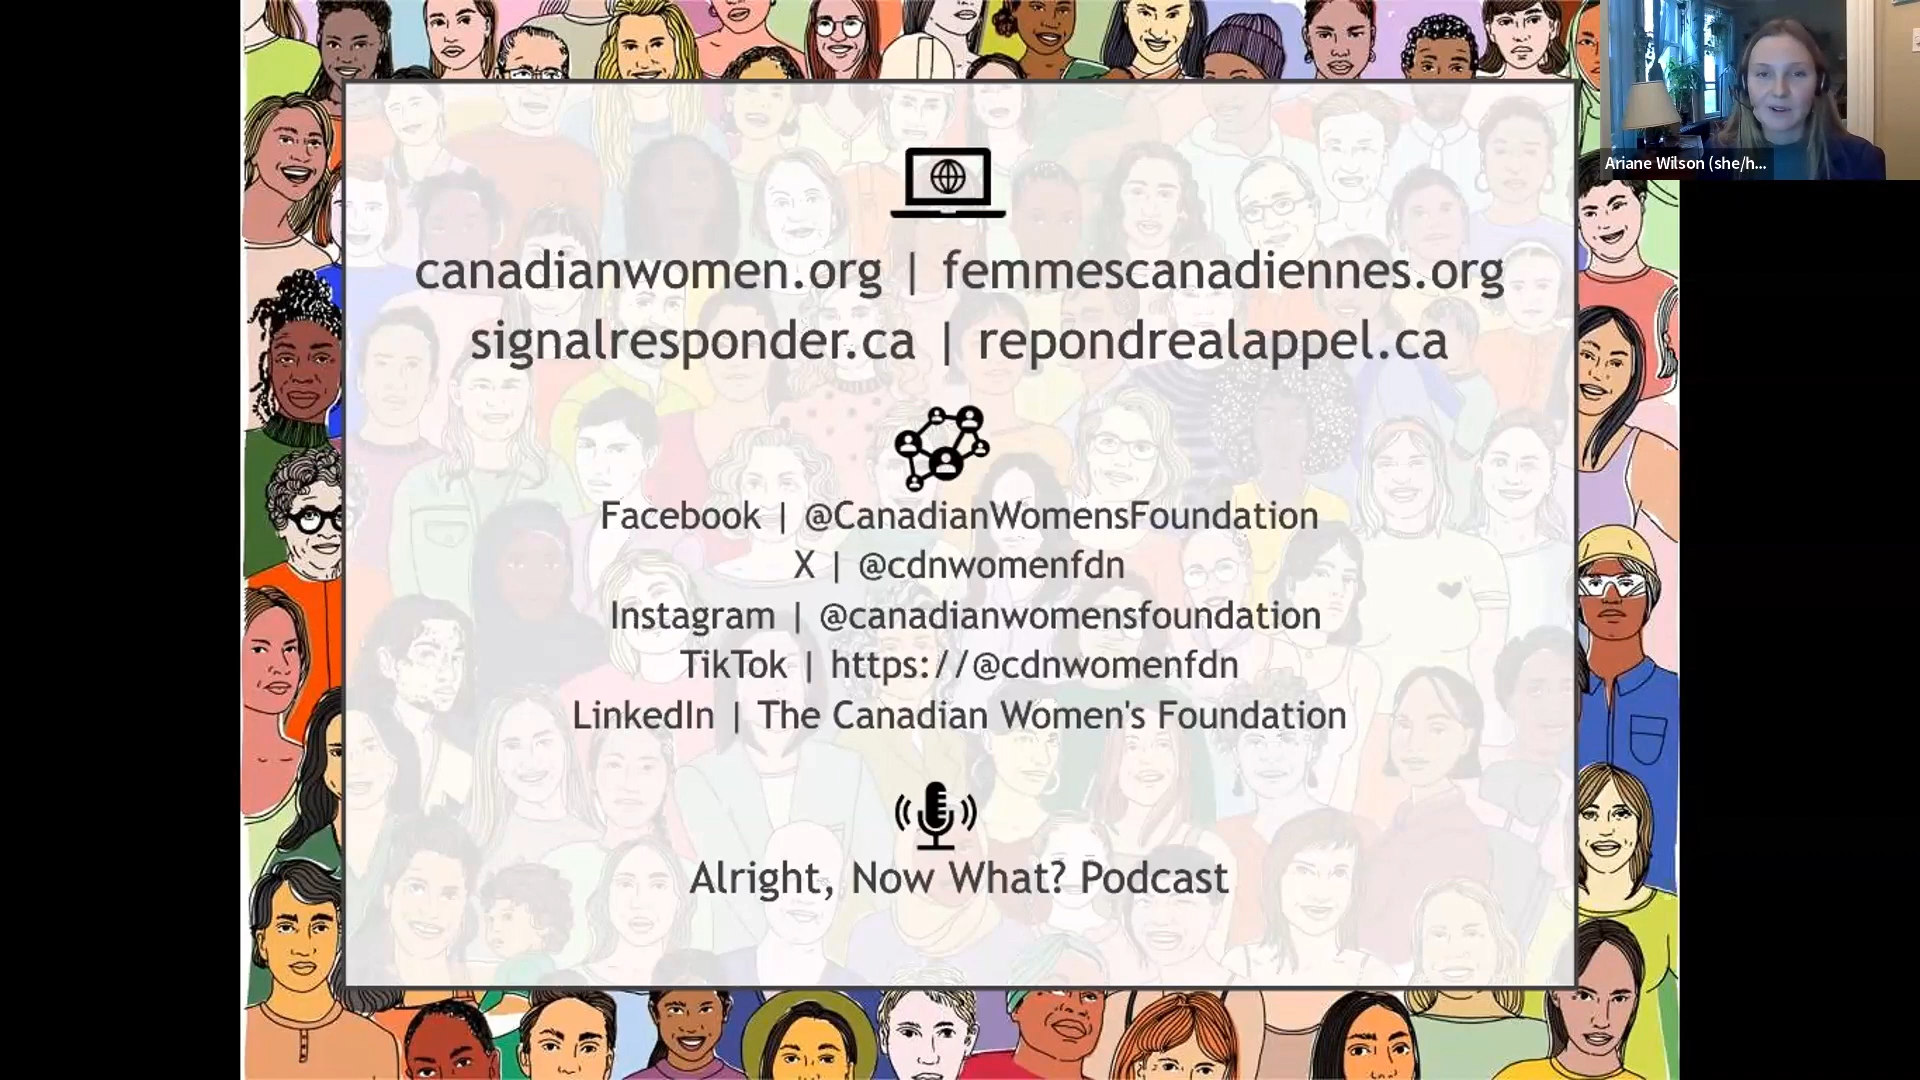 canadianwomen.org | femmescanadiennes.org
signalresponder.ca | repondrealappel.ca
Facebook | @CanadianWomensFoundation
X | @cdnwomenfdn
Instagram | @canadianwomensfoundation
TikTok | https://@cdnwomenfdn
LinkedIn | The Canadian Women's Foundation
Alright, Now What? Podcast
Ariane Wilson (she/h...